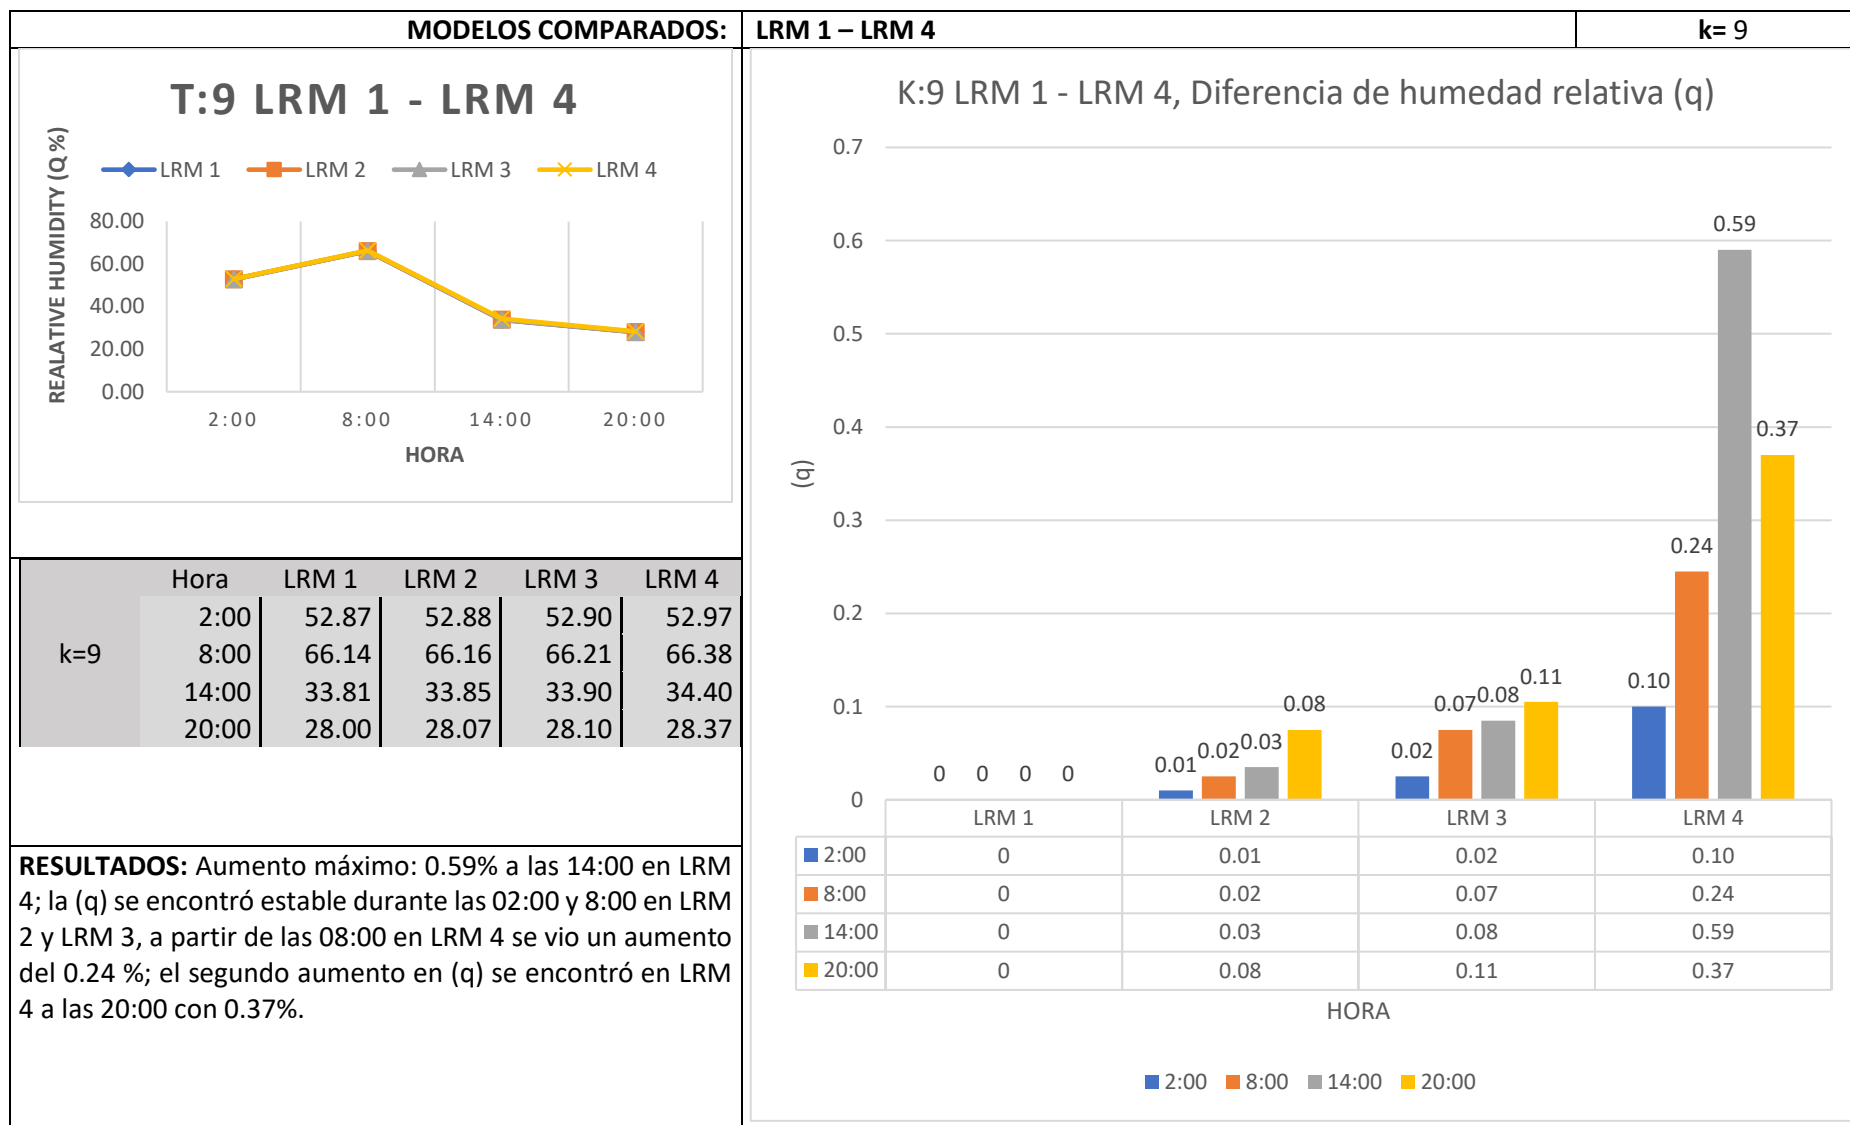 MODELOS COMPARADOS: LRM 1 – LRM 4 k= 9
T:9 LRM 1 - LRM 4
REALATIVE HUMIDITY (Q %)
LRM 1 LRM 2 LRM 3 LRM 4
80.00
60.00
40.00
20.00
0.00
2:00 8:00 14:00 20:00
HORA
Hora LRM 1 LRM 2 LRM 3 LRM 4
2:00 52.87 52.88 52.90 52.97
k=9 8:00 66.14 66.16 66.21 66.38
14:00 33.81 33.85 33.90 34.40
20:00 28.00 28.07 28.10 28.37
RESULTADOS: Aumento máximo: 0.59% a las 14:00 en LRM
4; la (q) se encontró estable durante las 02:00 y 8:00 en LRM
2 y LRM 3, a partir de las 08:00 en LRM 4 se vio un aumento
del 0.24 %; el segundo aumento en (q) se encontró en LRM
4 a las 20:00 con 0.37%.
K:9 LRM 1 - LRM 4, Diferencia de humedad relativa (q)
(q)
0.7
0.6
0.5
0.4
0.3
0.2
0.1
0
0 0 0 0
0.01 0.02 0.03 0.08
0.02 0.07 0.08 0.11
0.10 0.24 0.59 0.37
LRM 1 LRM 2 LRM 3 LRM 4
2:00 0 0.01 0.02 0.10
8:00 0 0.02 0.07 0.24
14:00 0 0.03 0.08 0.59
20:00 0 0.08 0.11 0.37
HORA
2:00 8:00 14:00 20:00